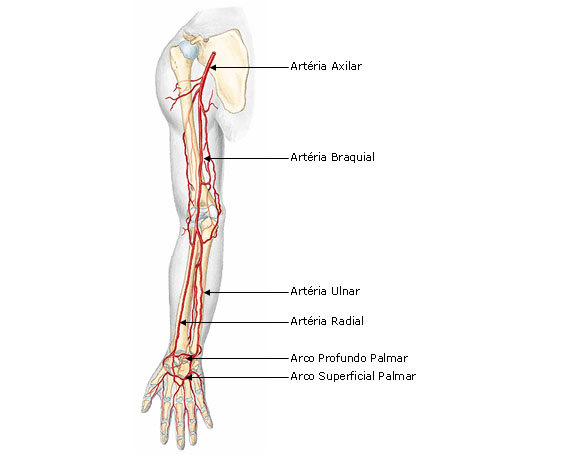 Artéria Axilar
Artéria Braquial
Artéria Ulnar
Artéria Radial
Arco Profundo Palmar
Arco Superficial Palmar